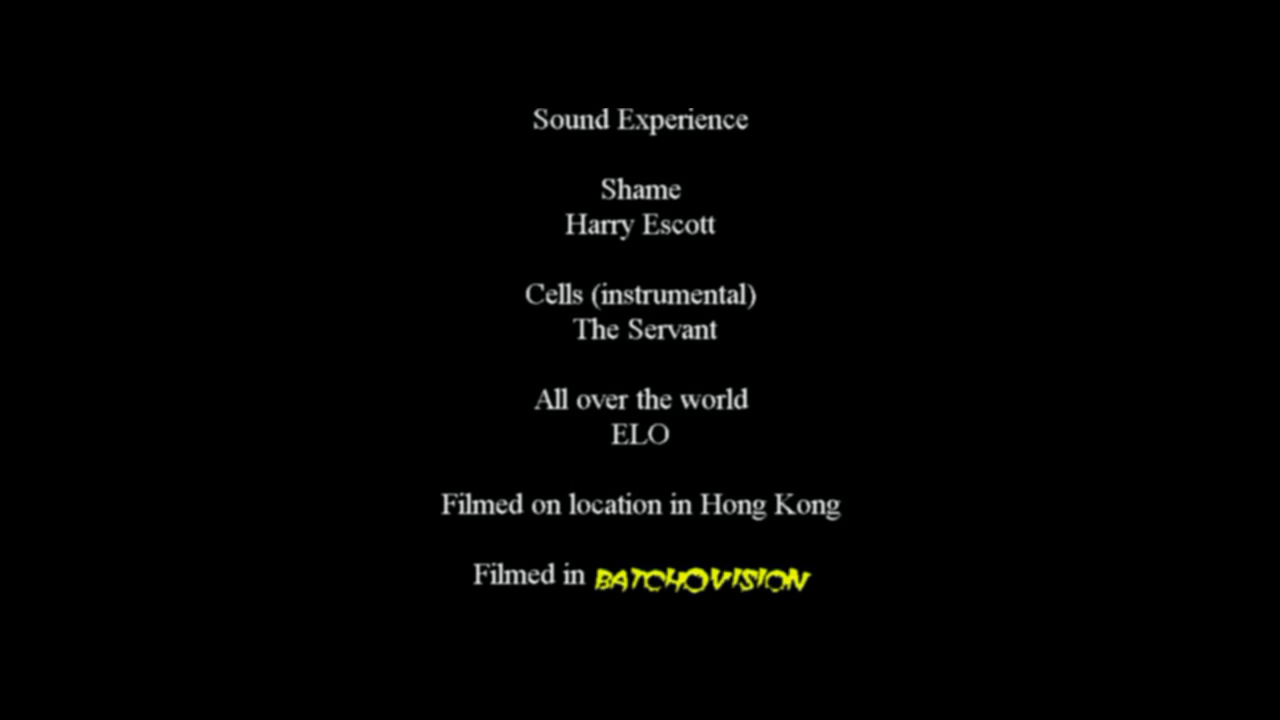 Sound Experience
Shame
Harry Escott
Cells (instrumental)
The Servant
All over the world
ELO
Filmed on location in Hong Kong
Filmed in BATCHOVISION